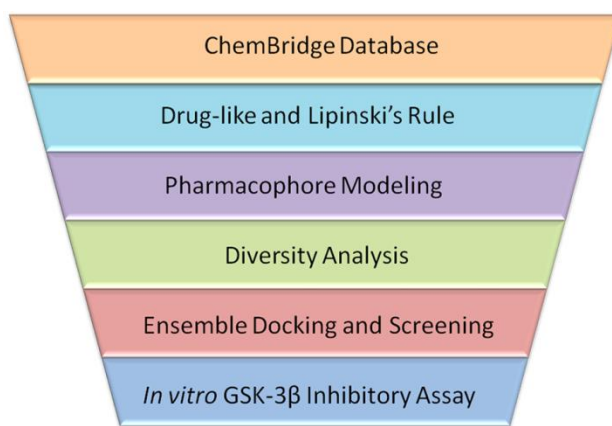 ChemBridge Database
Drug-like and Lipinski's Rule
Pharmacophore Modeling
Diversity Analysis
Ensemble Docking and Screening
In vitro GSK-3β Inhibitory Assay